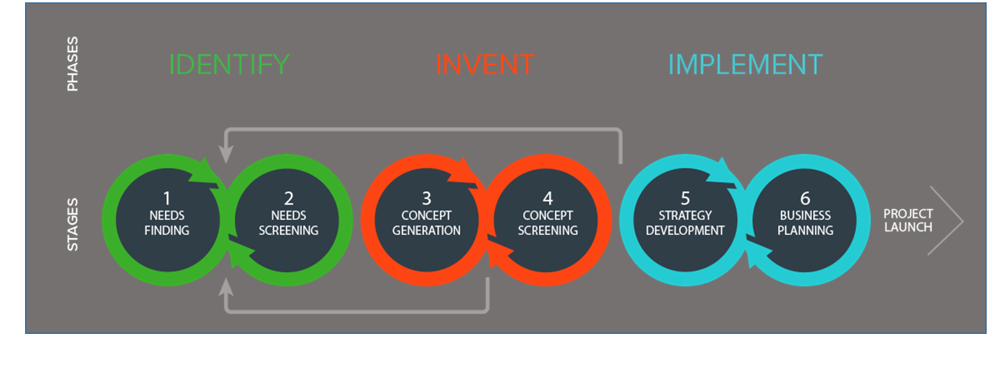 PHASES
IDENTIFY
INVENT
IMPLEMENT
STAGES
1
NEEDS
FINDING
2
NEEDS
SCREENING
3
CONCEPT
GENERATION
4
CONCEPT
SCREENING
5
STRATEGY
DEVELOPMENT
6
BUSINESS
PLANNING
PROJECT
LAUNCH